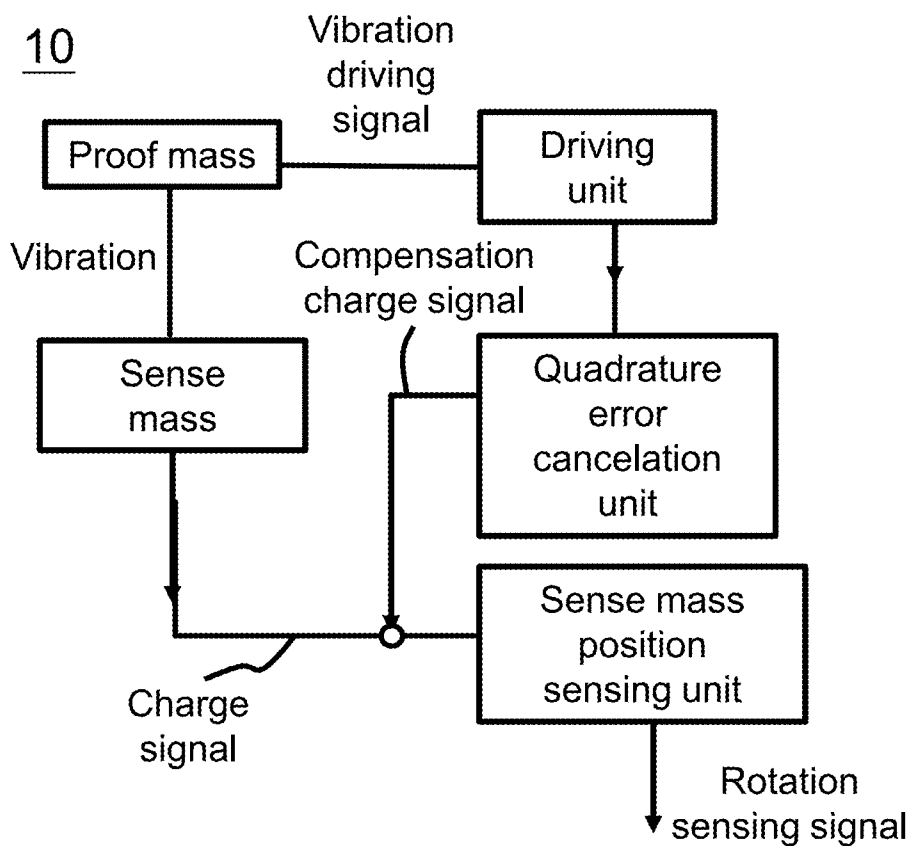 10
Vibration
driving
signal
Proof mass
Driving
unit
Vibration
Compensation
charge signal
Sense
mass
Quadrature
error
cancelation
unit
Sense mass
position
sensing unit
Charge
signal
Rotation
sensing signal